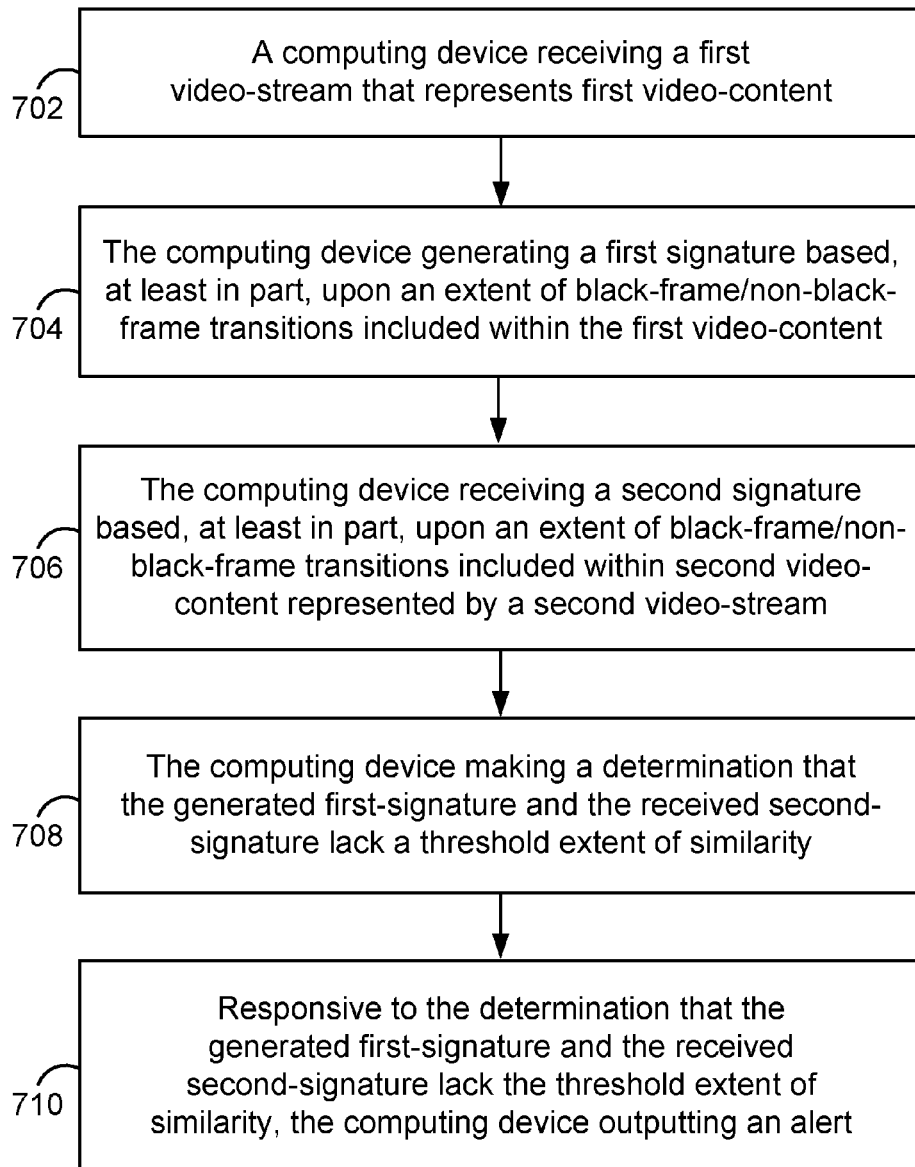 A computing device receiving a first
video-stream that represents first video-content
702
The computing device generating a first signature based,
at least in part, upon an extent of black-frame/non-black-
frame transitions included within the first video-content
704
The computing device receiving a second signature
based, at least in part, upon an extent of black-frame/non-
black-frame transitions included within second video-
content represented by a second video-stream
706
The computing device making a determination that
the generated first-signature and the received second-
signature lack a threshold extent of similarity
708
Responsive to the determination that the
generated first-signature and the received
second-signature lack the threshold extent of
similarity, the computing device outputting an alert
710